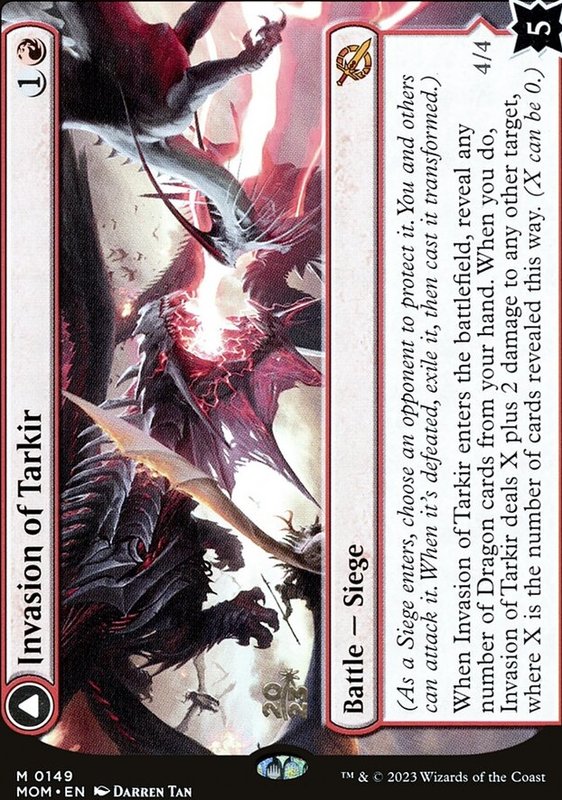 Invasion of Tarkir 1
2023
Battle — Siege
(As a Siege enters, choose an opponent to protect it. You and others
can attack it. When it's defeated, exile it, then cast it transformed.)
When Invasion of Tarkir enters the battlefield, reveal any
number of Dragon cards from your hand. When you do,
Invasion of Tarkir deals X plus 2 damage to any other target,
where X is the number of cards revealed this way. (X can be 0.)
4/4
5
M 0149
MOM • EN DARREN TAN
™ & © 2023 Wizards of the Coast